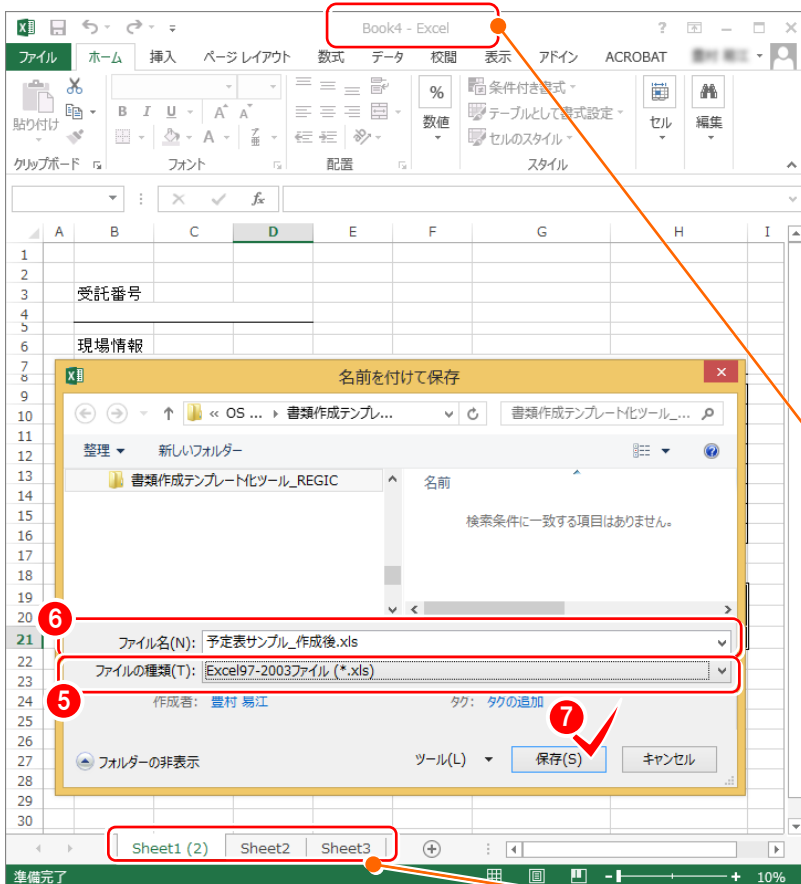 Book4 - Excel
?
ファイル ホーム 挿入 ページ レイアウト 数式 データ 校閲 表示 アドイン ACROBAT
貼り付け
B I U A A
A
%
数値
条件付き書式
テーブルとして書式設定
セルのスタイル
セル
編集
クリップボード フォント 配置 スタイル
fx
A B C D E F G H I
1
2
3 受託番号
4
5
6 現場情報
7
8
名前を付けて保存
9
10 « OS ... 書類作成テンプレ... 書類作成テンプレート化ツール_...
11
12 整理 新しいフォルダー
13 書類作成テンプレート化ツール_REGIC 名前
14
15 検索条件に一致する項目はありません。
16
17
18
19
20 6
21 ファイル名(N): 予定表サンプル_作成後.xls
22 ファイルの種類(T): Excel97-2003ファイル (*.xls)
23
5
24 作成者: 豊村 易江 タグ: タグの追加
7
25
26
27 フォルダーの非表示 ツール(L) 保存(S) キャンセル
28
29
30
Sheet1 (2) Sheet2 Sheet3
準備完了 10%